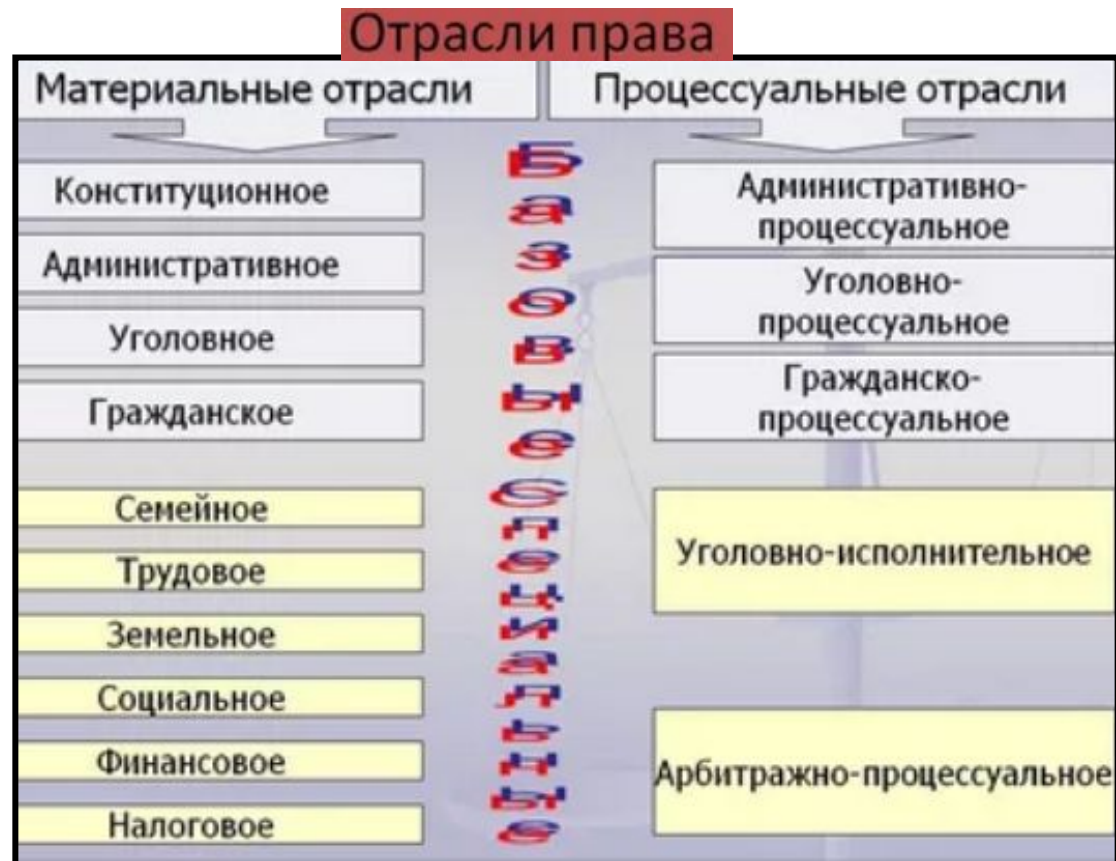 Отрасли права
Материальные отрасли
Процессуальные отрасли
Конституционное
Административное
Уголовное
Гражданское
Семейное
Трудовое
Земельное
Социальное
Финансовое
Налоговое
Базовые
Специальные
Административно-
процессуальное
Уголовно-
процессуальное
Гражданско-
процессуальное
Уголовно-исполнительное
Арбитражно-процессуальное